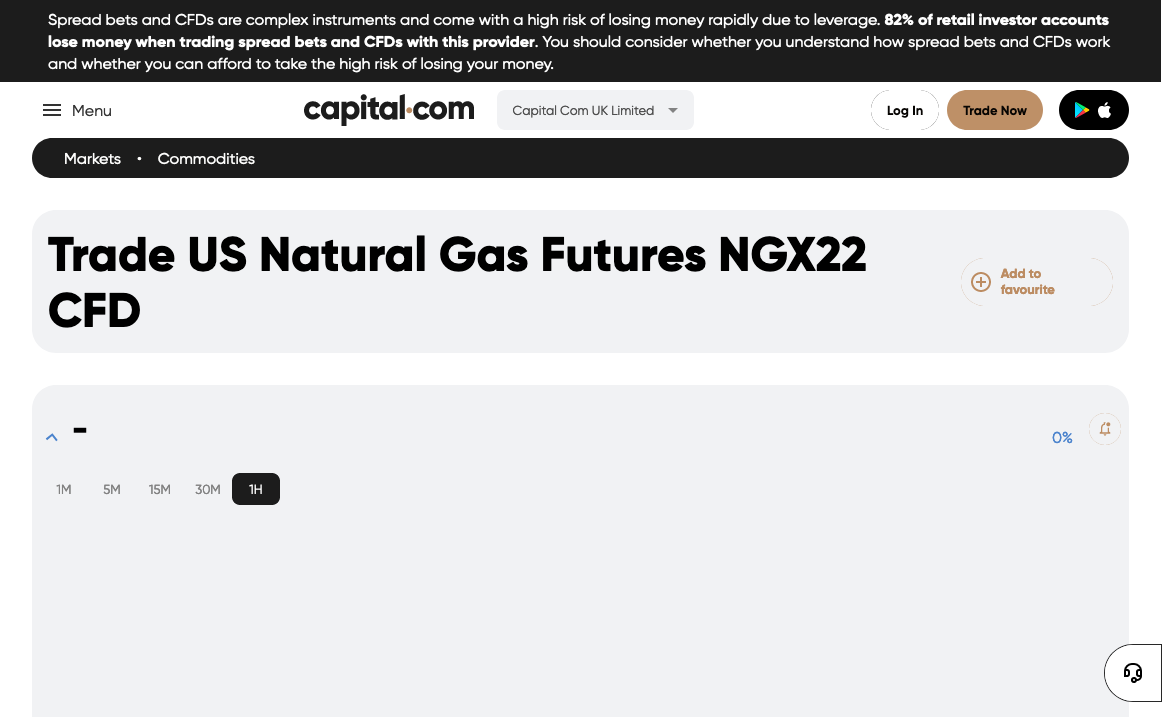 Spread bets and CFDs are complex instruments and come with a high risk of losing money rapidly due to leverage. 82% of retail investor accounts
lose money when trading spread bets and CFDs with this provider. You should consider whether you understand how spread bets and CFDs work
and whether you can afford to take the high risk of losing your money.
Menu
capital.com
Capital Com UK Limited
Log In
Trade Now
Markets • Commodities
Trade US Natural Gas Futures NGX22
CFD
Add to
favourite
-
0%
1M 5M 15M 30M 1H